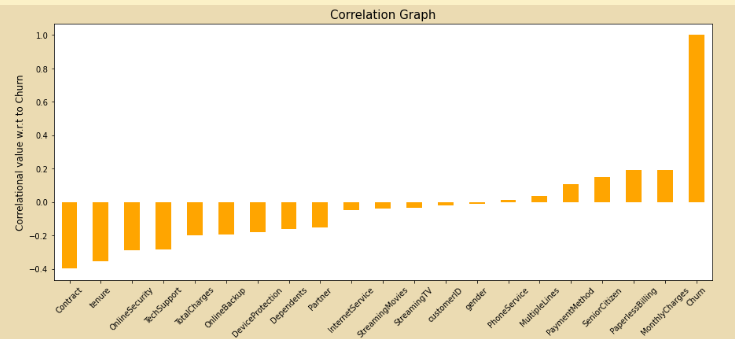 Correlation Graph
Correlational value w.r.t to Churn
1.0
0.8
0.6
0.4
0.2
0.0
−0.2
−0.4
Contract
tenure
OnlineSecurity
TechSupport
TotalCharges
OnlineBackup
DeviceProtection
Dependents
Partner
InternetService
StreamingMovies
StreamingTV
customerID
gender
PhoneService
MultipleLines
PaymentMethod
SeniorCitizen
PaperlessBilling
MonthlyCharges
Churn